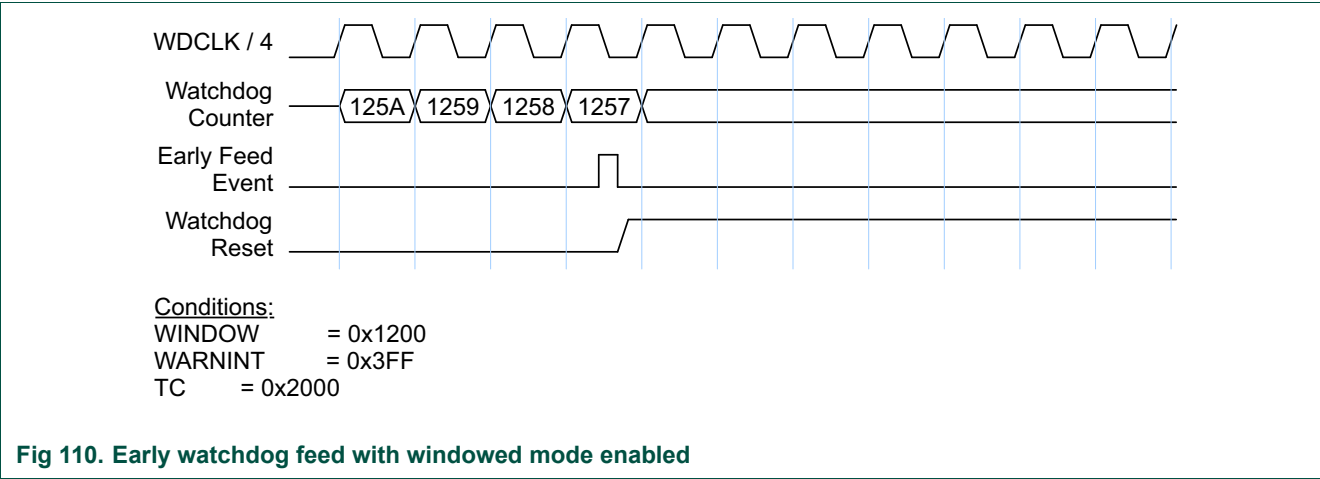 WDCLK / 4
Watchdog
Counter
125A 1259 1258 1257
Early Feed
Event
Watchdog
Reset
Conditions:
WINDOW = 0x1200
WARNINT = 0x3FF
TC = 0x2000
Fig 110. Early watchdog feed with windowed mode enabled